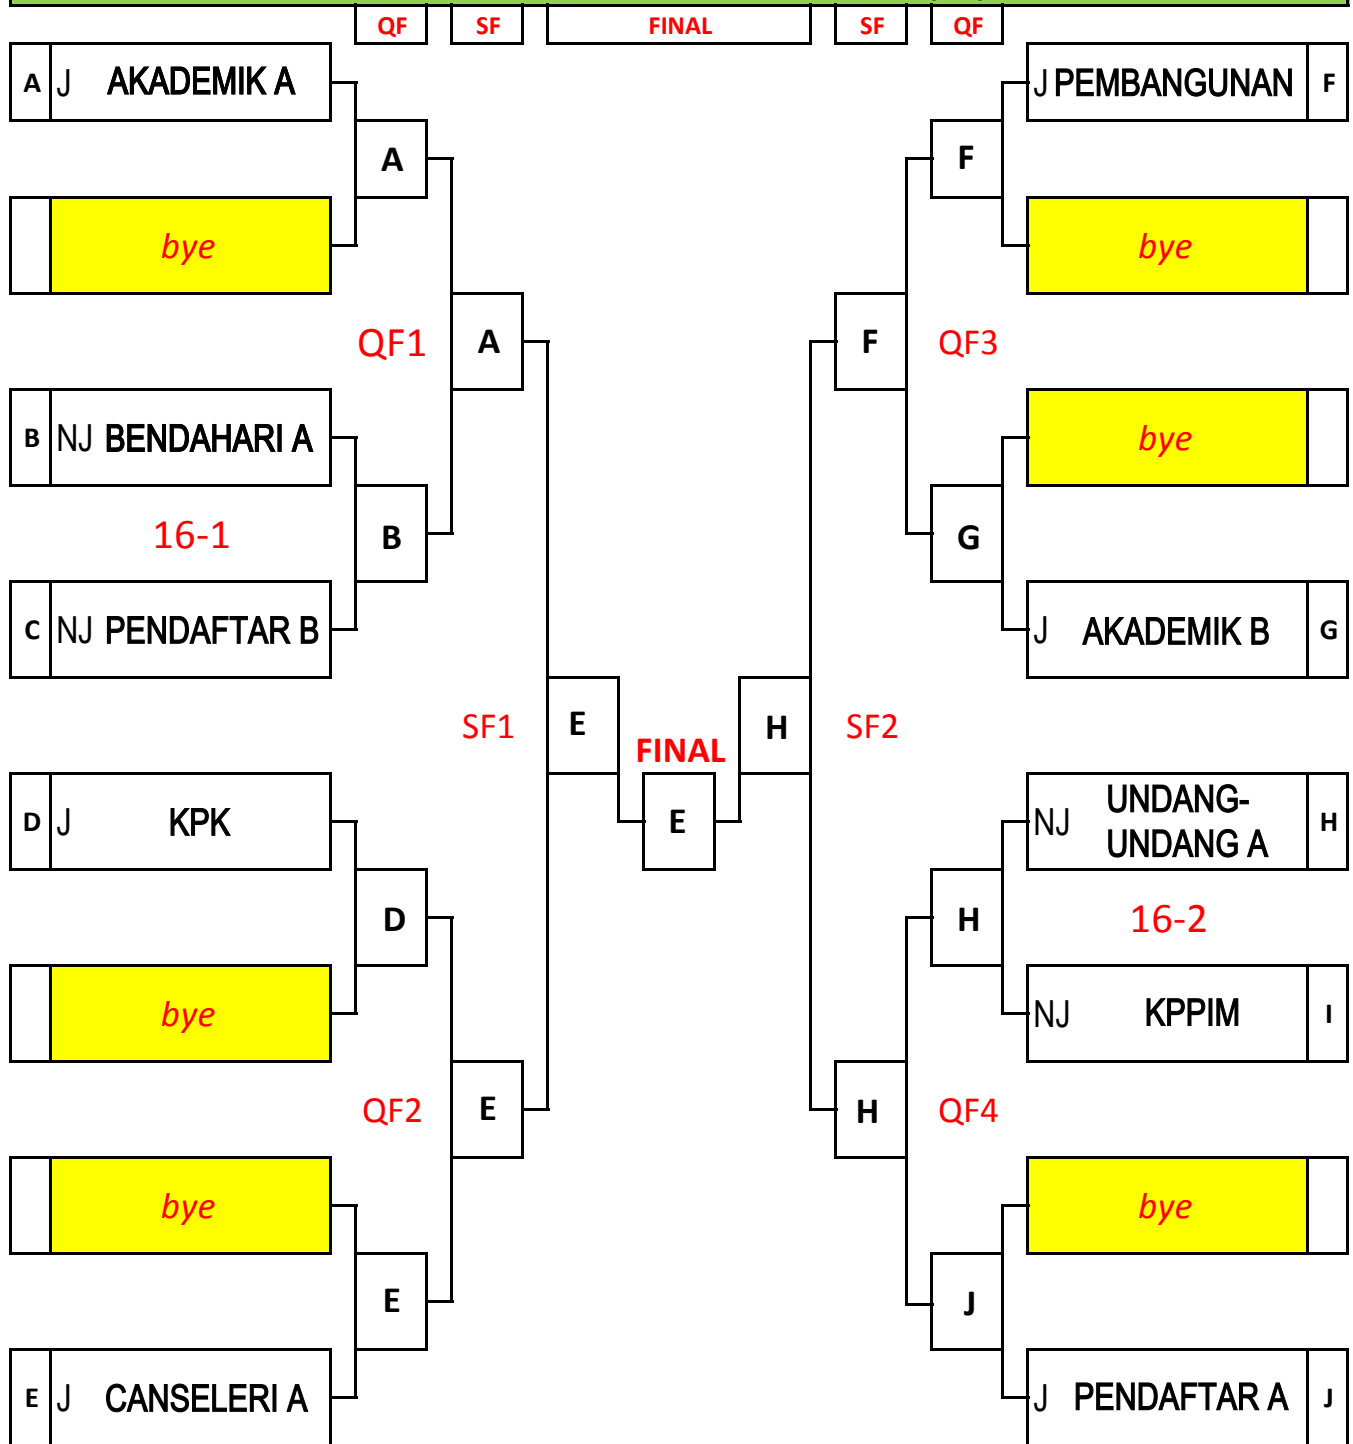 QF SF FINAL SF QF
A J AKADEMIK A
J PEMBANGUNAN F
A
F
bye
bye
QF1 A
F QF3
B NJ BENDAHARI A
bye
16-1
B
G
C NJ PENDAFTAR B
J AKADEMIK B G
SF1 E
FINAL
H SF2
D J KPK
E
NJ UNDANG-
UNDANG A H
D
H
16-2
bye
NJ KPPIM I
QF2 E
H QF4
bye
bye
E
J
E J CANSELERI A
J PENDAFTAR A J